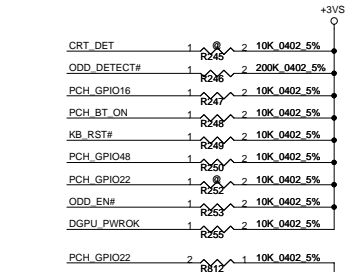 +3VS
CRT_DET 1 @ 2 10K_0402_5%
R245
ODD_DETECT# 1 2 200K_0402_5%
R246
PCH_GPIO16 1 2 10K_0402_5%
R247
PCH_BT_ON 1 2 10K_0402_5%
R248
KB_RST# 1 2 10K_0402_5%
R249
PCH_GPIO48 1 2 10K_0402_5%
R250
PCH_GPIO22 1 @ 2 10K_0402_5%
R252
ODD_EN# 1 2 10K_0402_5%
R253
DGPU_PWROK 1 2 10K_0402_5%
R255
PCH_GPIO22 2 1 10K_0402_5%
R812